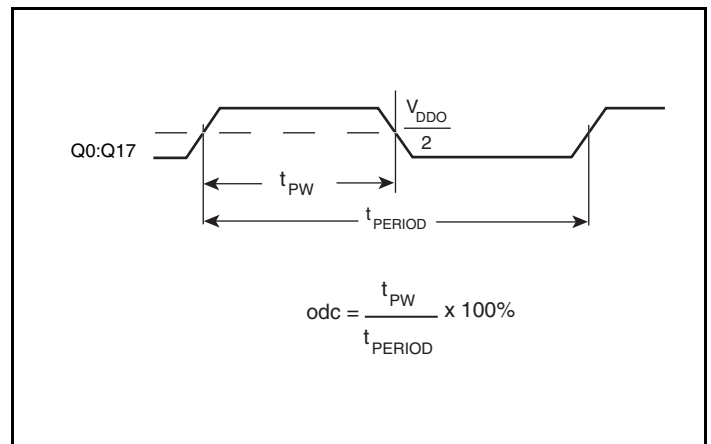 V_DDO
2
Q0:Q17
t_PW
t_PERIOD
odc = t_PW / t_PERIOD x 100%